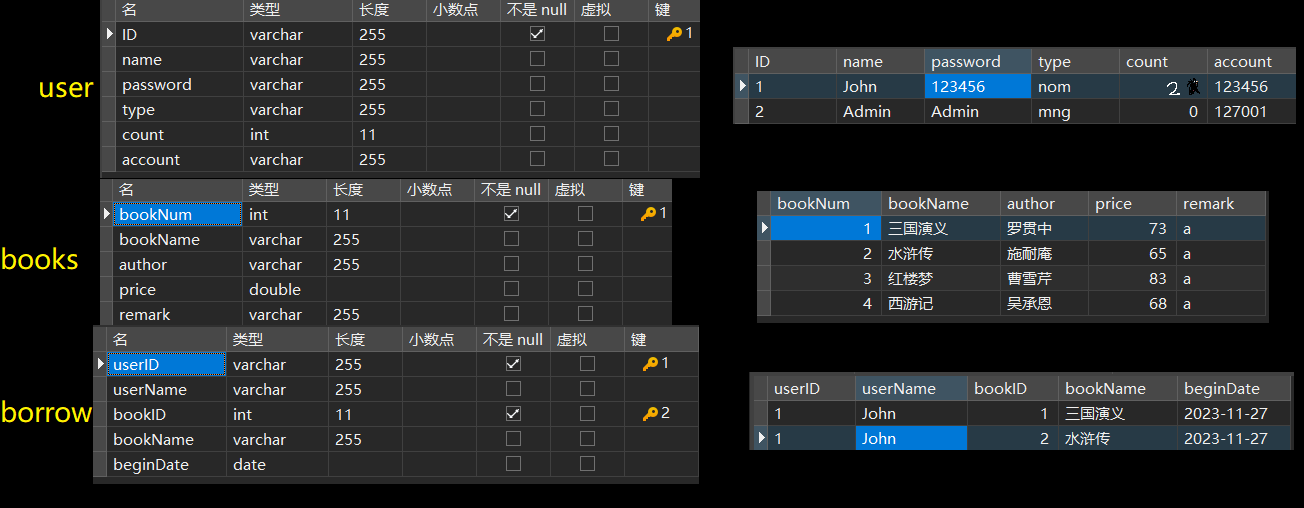 名 类型 长度 小数点 不是 null 虚拟 键
ID varchar 255 1
name varchar 255
password varchar 255
type varchar 255
count int 11
account varchar 255
user
ID name password type count account
1 John 123456 nom 2 123456
2 Admin Admin mng 0 127001
名 类型 长度 小数点 不是 null 虚拟 键
bookNum int 11 1
bookName varchar 255
author varchar 255
price double
remark varchar 255
books
bookNum bookName author price remark
1 三国演义 罗贯中 73 a
2 水浒传 施耐庵 65 a
3 红楼梦 曹雪芹 83 a
4 西游记 吴承恩 68 a
名 类型 长度 小数点 不是 null 虚拟 键
userID varchar 255 1
userName varchar 255
bookID int 11 2
bookName varchar 255
beginDate date
borrow
userID userName bookID bookName beginDate
1 John 1 三国演义 2023-11-27
1 John 2 水浒传 2023-11-27